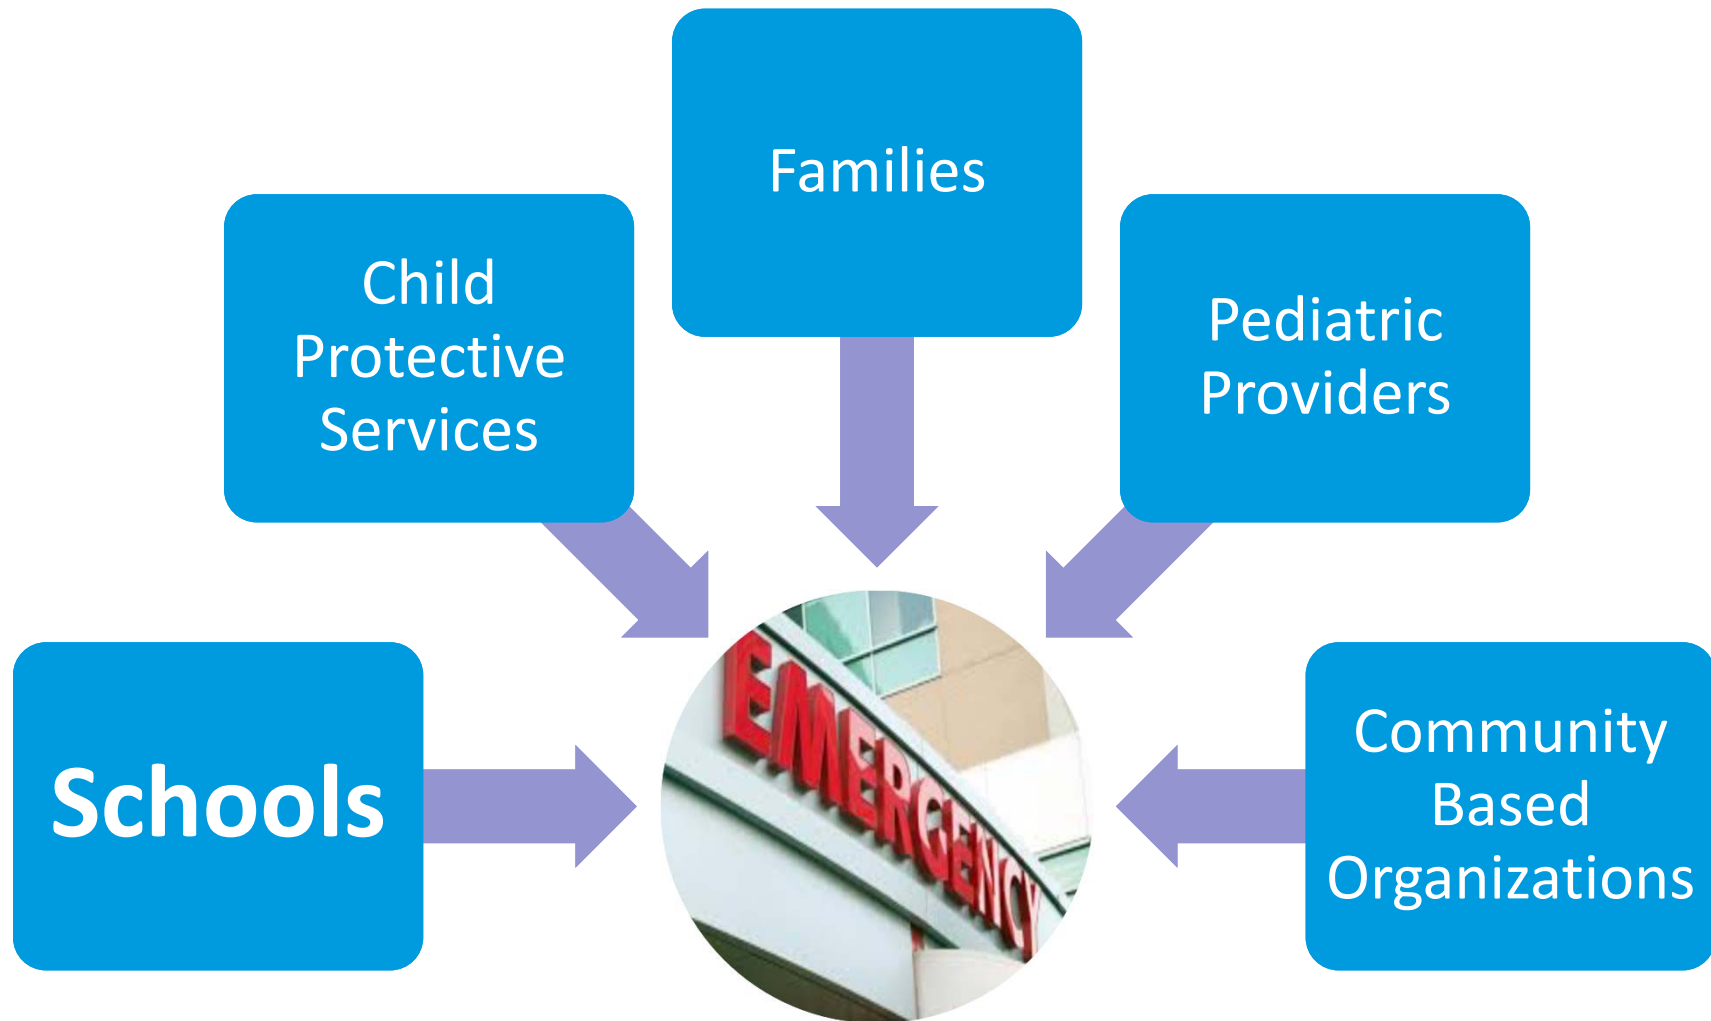 Families
Child
Protective
Services
Pediatric
Providers
Schools
EMERGENCY
Community
Based
Organizations